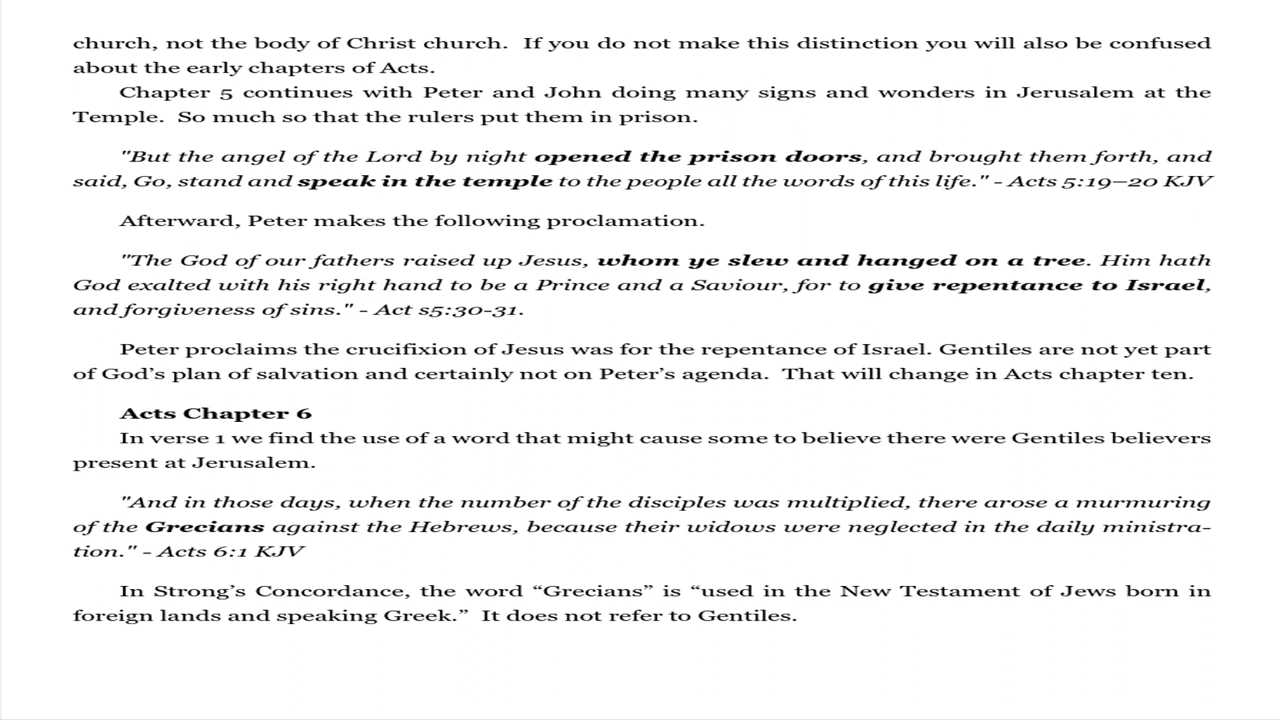 church, not the body of Christ church.  If you do not make this distinction you will also be confused
about the early chapters of Acts.
Chapter 5 continues with Peter and John doing many signs and wonders in Jerusalem at the
Temple.  So much so that the rulers put them in prison.
"But the angel of the Lord by night opened the prison doors, and brought them forth, and
said, Go, stand and speak in the temple to the people all the words of this life." - Acts 5:19–20 KJV
Afterward, Peter makes the following proclamation.
"The God of our fathers raised up Jesus, whom ye slew and hanged on a tree. Him hath
God exalted with his right hand to be a Prince and a Saviour, for to give repentance to Israel,
and forgiveness of sins." - Act s5:30-31.
Peter proclaims the crucifixion of Jesus was for the repentance of Israel. Gentiles are not yet part
of God’s plan of salvation and certainly not on Peter’s agenda.  That will change in Acts chapter ten.
Acts Chapter 6
In verse 1 we find the use of a word that might cause some to believe there were Gentiles believers
present at Jerusalem.
"And in those days, when the number of the disciples was multiplied, there arose a murmuring
of the Grecians against the Hebrews, because their widows were neglected in the daily ministra-
tion." - Acts 6:1 KJV
In Strong’s Concordance, the word “Grecians” is “used in the New Testament of Jews born in
foreign lands and speaking Greek.”  It does not refer to Gentiles.